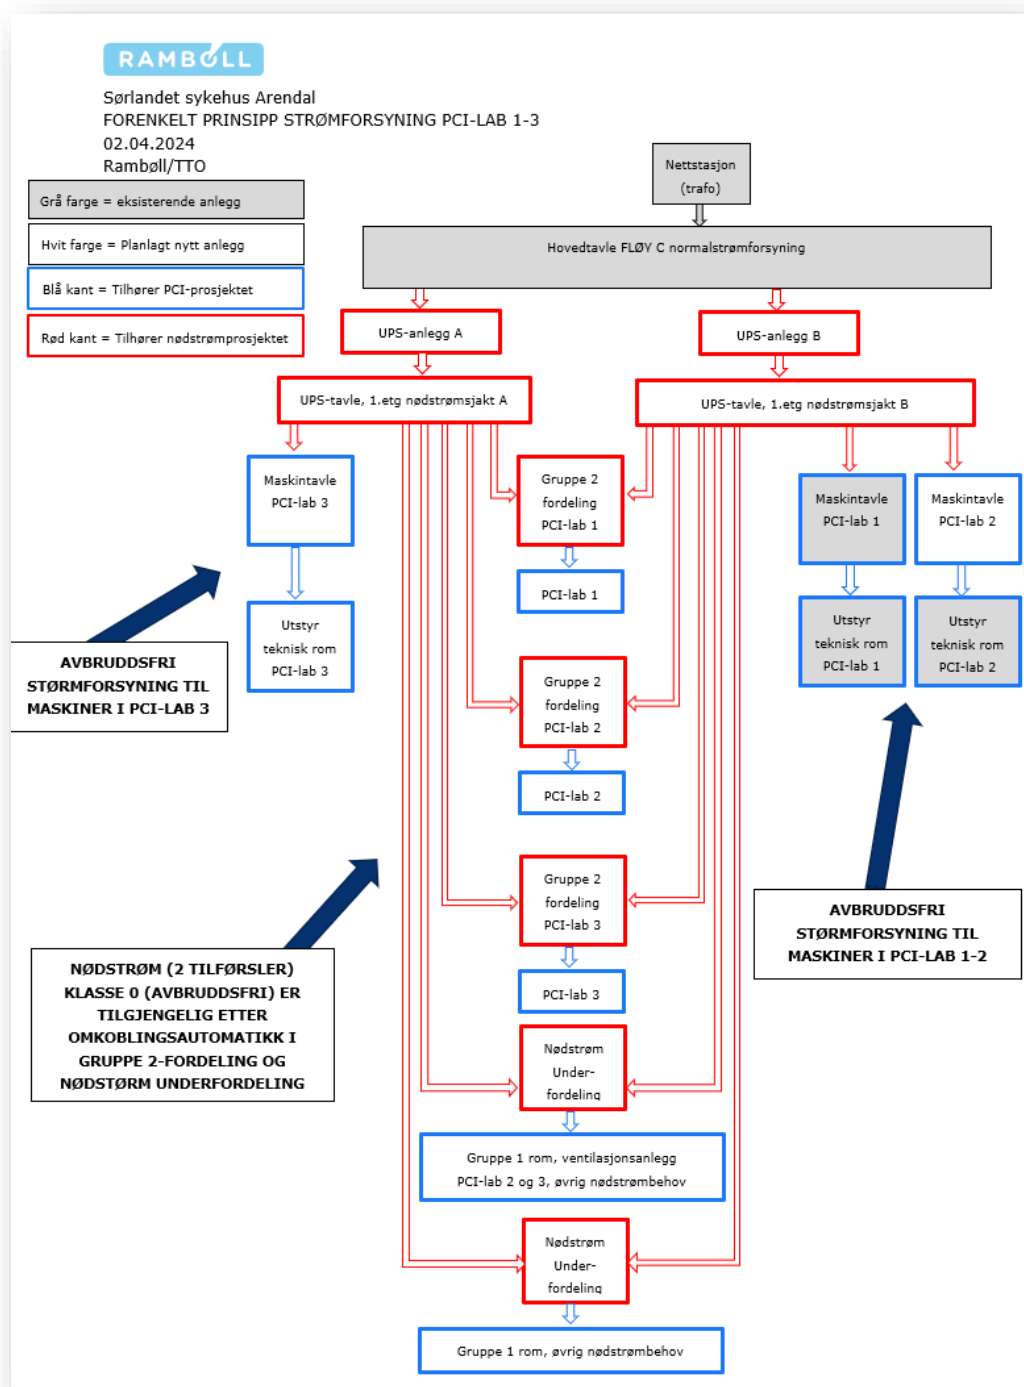 RAMBOLL
Sørlandet sykehus Arendal
FORENKELT PRINSIPP STRØMFORSYNING PCI-LAB 1-3
02.04.2024
Rambøll/TTO
Grå farge = eksisterende anlegg
Hvit farge = Planlagt nytt anlegg
Blå kant = Tilhører PCI-prosjektet
Rød kant = Tilhører nødstrømprosjektet
Nettstasjon
(trafo)
Hovedtavle FLØY C normalstrømforsyning
UPS-anlegg A
UPS-anlegg B
UPS-tavle, 1.etg nødstrømsjakt A
UPS-tavle, 1.etg nødstrømsjakt B
Maskintavle
PCI-lab 3
Gruppe 2
fordeling
PCI-lab 1
Maskintavle
PCI-lab 1
Maskintavle
PCI-lab 2
PCI-lab 1
Utstyr
teknisk rom
PCI-lab 3
Utstyr
teknisk rom
PCI-lab 1
Utstyr
teknisk rom
PCI-lab 2
AVBRUDDSFRI
STØRMFORSYNING TIL
MASKINER I PCI-LAB 3
Gruppe 2
fordeling
PCI-lab 2
PCI-lab 2
Gruppe 2
fordeling
PCI-lab 3
AVBRUDDSFRI
STØRMFORSYNING TIL
MASKINER I PCI-LAB 1-2
NØDSTRØM (2 TILFØRSLER)
KLASSE 0 (AVBRUDDSFRI) ER
TILGJENGELIG ETTER
OMKOBLINGSAUTOMATIKK I
GRUPPE 2-FORDELING OG
NØDSTØRM UNDERFORDELING
PCI-lab 3
Nødstrøm
Under-
fordeling
Gruppe 1 rom, ventilasjonsanlegg
PCI-lab 2 og 3, øvrig nødstrømbehov
Nødstrøm
Under-
fordeling
Gruppe 1 rom, øvrig nødstrømbehov